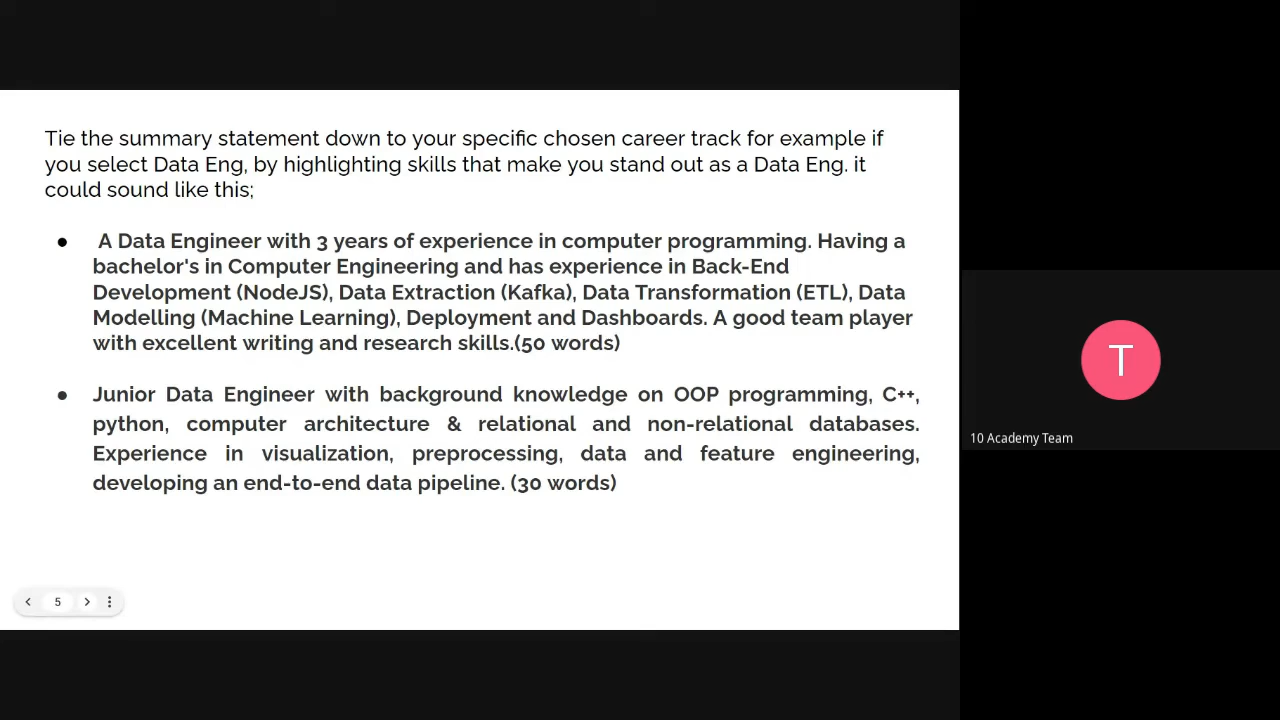 Tie the summary statement down to your specific chosen career track for example if
you select Data Eng, by highlighting skills that make you stand out as a Data Eng. it
could sound like this;
● A Data Engineer with 3 years of experience in computer programming. Having a
bachelor's in Computer Engineering and has experience in Back-End
Development (NodeJS), Data Extraction (Kafka), Data Transformation (ETL), Data
Modelling (Machine Learning), Deployment and Dashboards. A good team player
with excellent writing and research skills.(50 words)
● Junior Data Engineer with background knowledge on OOP programming, C++,
python, computer architecture & relational and non-relational databases.
Experience in visualization, preprocessing, data and feature engineering,
developing an end-to-end data pipeline. (30 words)
5
T
10 Academy Team